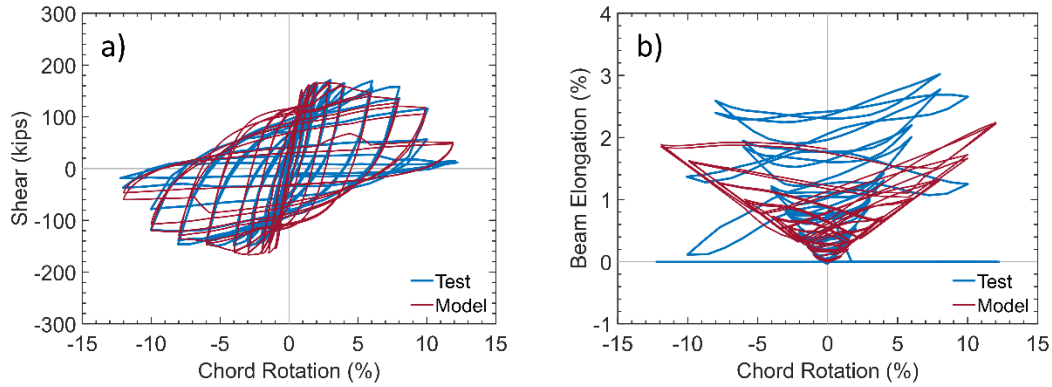 a)
300
200
100
0
-100
-200
-300
Shear (kips)
-15 -10 -5 0 5 10 15
Chord Rotation (%)
Test
Model
b)
4
3
2
1
0
-1
Beam Elongation (%)
-15 -10 -5 0 5 10 15
Chord Rotation (%)
Test
Model